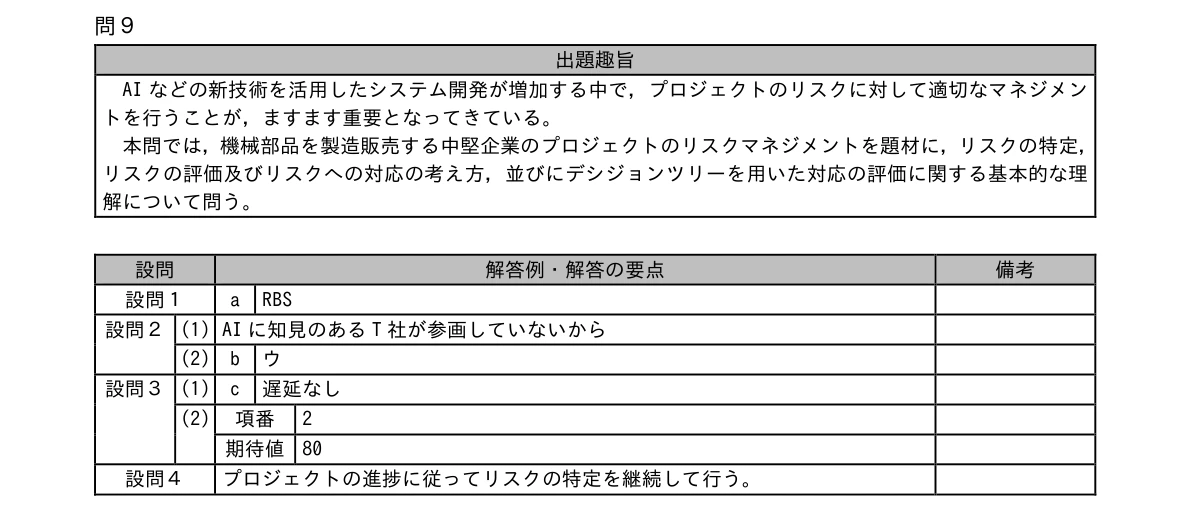 問9
出題趣旨
AI などの新技術を活用したシステム開発が増加する中で，プロジェクトのリスクに対して適切なマネジメン
トを行うことが，ますます重要となってきている。
本問では，機械部品を製造販売する中堅企業のプロジェクトのリスクマネジメントを題材に，リスクの特定，
リスクの評価及びリスクへの対応の考え方，並びにデシジョンツリーを用いた対応の評価に関する基本的な理
解について問う。
設問 解答例・解答の要点 備考
設問1 a RBS
設問2 (1) AI に知見のある T 社が参画していないから
(2) b ウ
設問3 (1) c 遅延なし
(2) 項番 2
期待値 80
設問4 プロジェクトの進捗に従ってリスクの特定を継続して行う。